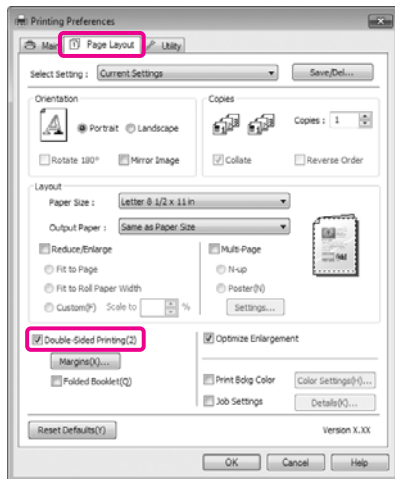 Printing Preferences
Main Page Layout Utility
Select Setting : Current Settings Save/Del...
Orientation Copies
A Portrait Landscape Copies : 1
Rotate 180° Mirror Image Collate Reverse Order
Layout
Paper Size : Letter 8 1/2 x 11 in
Output Paper : Same as Paper Size
Reduce/Enlarge Multi-Page
Fit to Page N-up
Fit to Roll Paper Width Poster(N)
Custom(F) Scale to % Settings...
Double-Sided Printing(2) Optimize Enlargement
Margins(X)...
Folded Booklet(Q) Print Bdkg Color Color Settings(H)...
Job Settings Details(K)...
Reset Defaults(Y) Version X.XX
OK Cancel Help